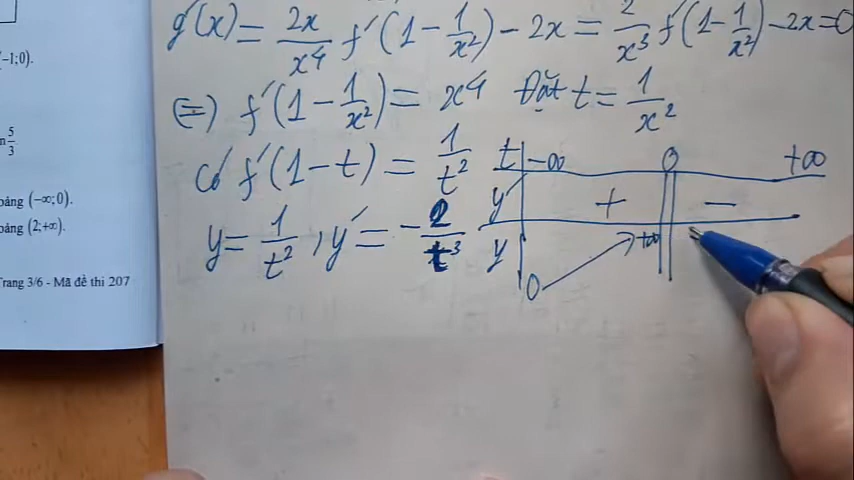 g'(x) = 2x/x⁴ f'(1 - 1/x²) - 2x = 2/x³ f'(1 - 1/x²) - 2x = 0
(=) f'(1 - 1/x²) = x⁴ Đặt t = 1/x²
Có f'(1-t) = 1/t²
y = 1/t² , y' = - 2/t³
t -∞ 0 +∞
y' + -
y 0 +∞
-1;0).
5/3
oảng (-∞;0).
oảng (2;+∞).
Trang 3/6 - Mã đề thi 207